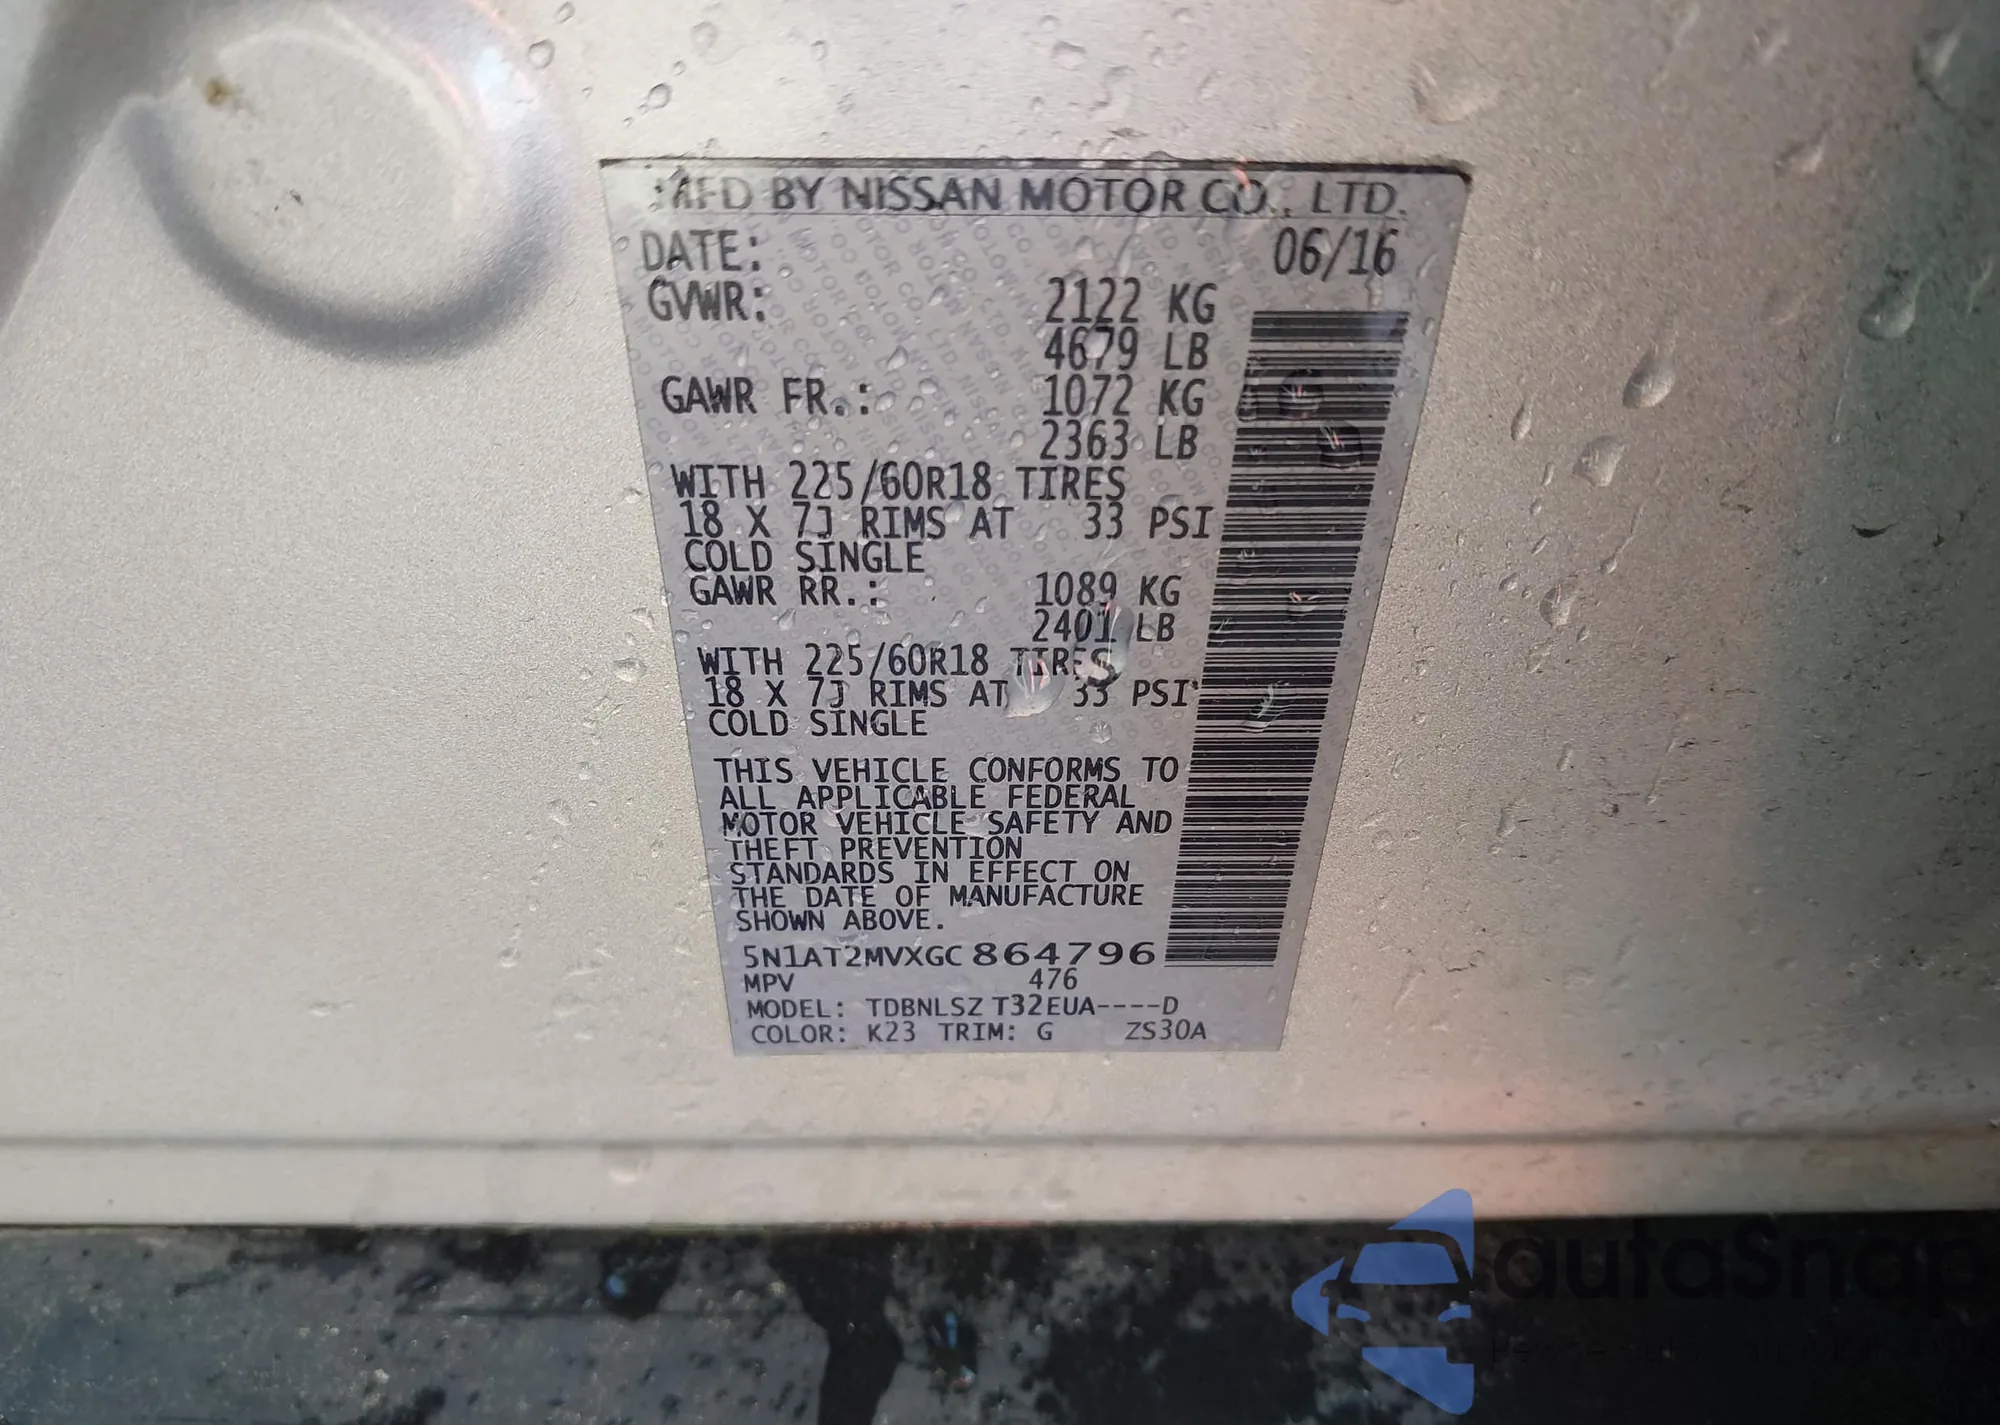 MFD BY NISSAN MOTOR CO., LTD.
DATE: 06/16
GVWR: 2122 KG
4679 LB
GAWR FR.: 1072 KG
2363 LB
WITH 225/60R18 TIRES
18 X 7J RIMS AT 33 PSI
COLD SINGLE
GAWR RR.: 1089 KG
2401 LB
WITH 225/60R18 TIRES
18 X 7J RIMS AT 33 PSI
COLD SINGLE
THIS VEHICLE CONFORMS TO
ALL APPLICABLE FEDERAL
MOTOR VEHICLE SAFETY AND
THEFT PREVENTION
STANDARDS IN EFFECT ON
THE DATE OF MANUFACTURE
SHOWN ABOVE.
5N1AT2MVXGC864796
MPV 476
MODEL: TDBNLSZ T32EUA----D
COLOR: K23 TRIM: G ZS30A
autaSnap